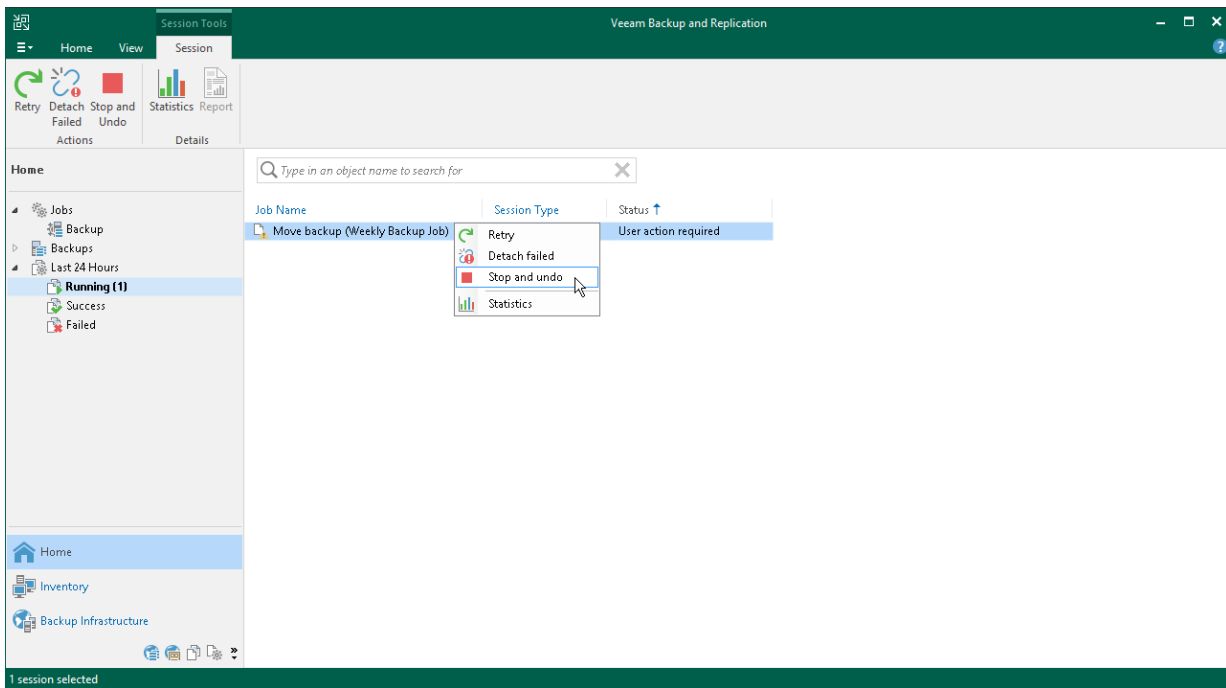 Session Tools
Veeam Backup and Replication
Home View Session
Retry Detach Failed Stop and Undo Statistics Report
Actions Details
Home
Type in an object name to search for
Jobs
Backup
Backups
Last 24 Hours
Running (1)
Success
Failed
Job Name Session Type Status
Move backup (Weekly Backup Job) User action required
Retry
Detach failed
Stop and undo
Statistics
Home
Inventory
Backup Infrastructure
1 session selected